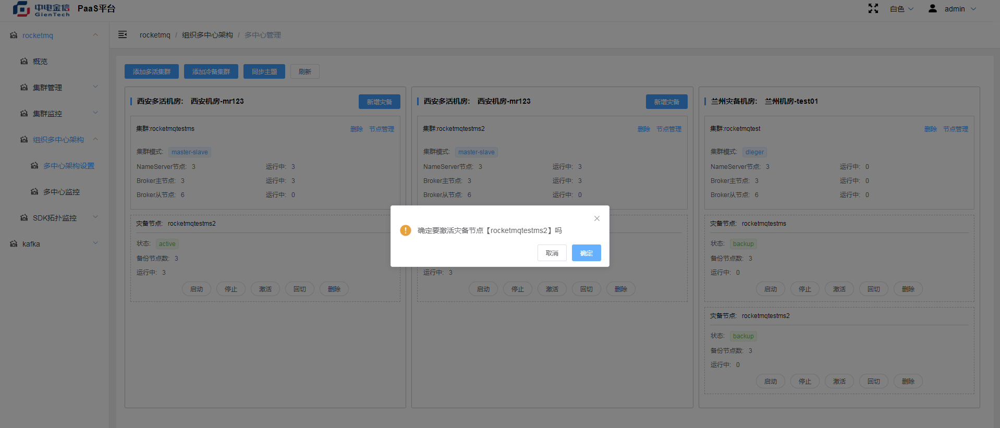 中电金信
GienTech
PaaS平台
白色
admin
rocketmq
概览
集群管理
集群监控
组织多中心架构
多中心架构设置
多中心监控
SDK拓扑监控
kafka
rocketmq / 组织多中心架构 / 多中心管理
添加多活集群 添加冷备集群 同步主题 刷新
西安多活机房: 西安机房-mr123 新增灾备
集群:rocketmqtestms 删除 节点管理
集群模式: master-slave
NameServer节点: 3 运行中: 3
Broker主节点: 3 运行中: 3
Broker从节点: 6 运行中: 0
灾备节点: rocketmqtestms2
状态: active
备份节点数: 3
运行中: 3
启动 停止 激活 回切 删除
西安多活机房: 西安机房-mr123 新增灾备
集群:rocketmqtestms2 删除 节点管理
集群模式: master-slave
NameServer节点: 3 运行中: 3
Broker主节点: 3 运行中: 3
Broker从节点: 6 运行中: 0
运行中: 3
启动 停止 激活 回切 删除
兰州灾备机房: 兰州机房-test01
集群:rocketmqtest 删除 节点管理
集群模式: dleger
NameServer节点: 3 运行中: 0
Broker主节点: 3 运行中: 0
Broker从节点: 6 运行中: 0
灾备节点: rocketmqtestms
状态: backup
备份节点数: 3
运行中: 0
启动 停止 激活 回切 删除
灾备节点: rocketmqtestms2
状态: backup
备份节点数: 3
运行中: 0
启动 停止 激活 回切 删除
确定要激活灾备节点【rocketmqtestms2】吗
取消 确定